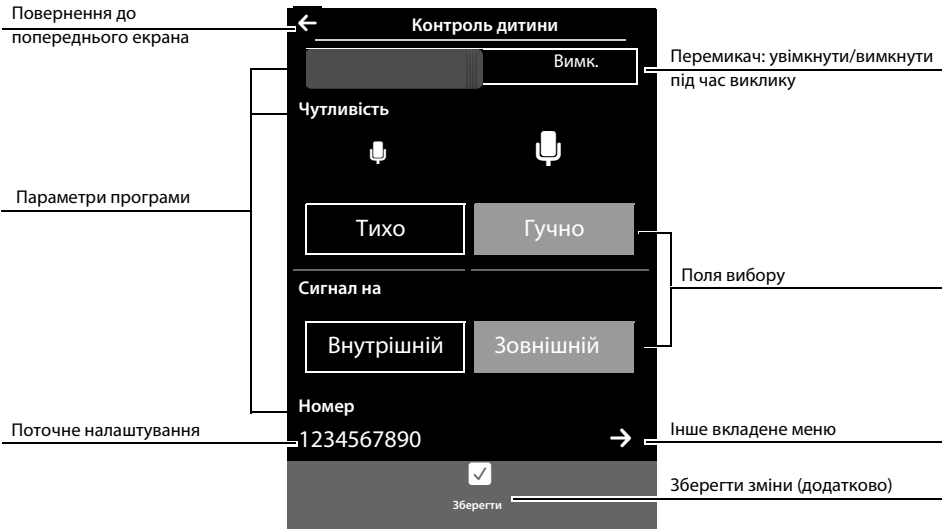 Повернення до
попереднього екрана
Контроль дитини
Вимк.
Перемикач: увімкнути/вимкнути
під час виклику
Чутливість
Параметри програми
Тихо
Гучно
Поля вибору
Сигнал на
Внутрішній
Зовнішній
Номер
Поточне налаштування
1234567890
Інше вкладене меню
Зберегти
Зберегти зміни (додатково)